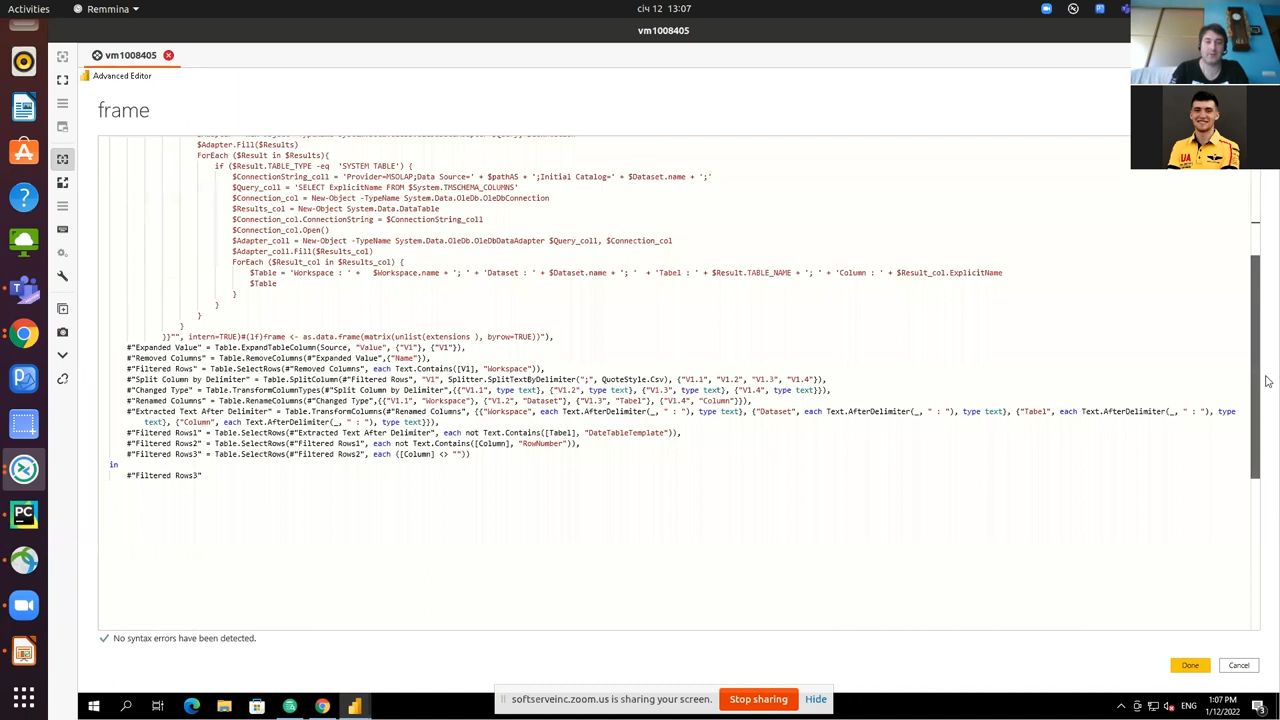 Activities
Remmina
січ 12 13:07
vm1008405
vm1008405
Advanced Editor
frame
$Adapter.Fill($Results)
ForEach ($Result in $Results){
if ($Result.TABLE_TYPE -eq 'SYSTEM TABLE') {
$ConnectionString_coll = 'Provider=MSOLAP;Data Source=' + $pathAS + ';Initial Catalog=' + $Dataset.name + ';'
$Query_coll = 'SELECT ExplicitName FROM $System.TMSCHEMA_COLUMNS'
$Connection_col = New-Object -TypeName System.Data.OleDb.OleDbConnection
$Results_col = New-Object System.Data.DataTable
$Connection_col.ConnectionString = $ConnectionString_coll
$Connection_col.Open()
$Adapter_coll = New-Object -TypeName System.Data.OleDb.OleDbDataAdapter $Query_coll, $Connection_col
$Adapter_coll.Fill($Results_col)
ForEach ($Result_col in $Results_col) {
$Table = 'Workspace : ' + $Workspace.name + '; ' + 'Dataset : ' + $Dataset.name + '; ' + 'Tabel : ' + $Result.TABLE_NAME + '; ' + 'Column : ' + $Result_col.ExplicitName
$Table
}
}
}
}
}}"", intern=TRUE)#(lf)frame <- as.data.frame(matrix(unlist(extensions ), byrow=TRUE))"),
#"Expanded Value" = Table.ExpandTableColumn(Source, "Value", {"V1"}, {"V1"}),
#"Removed Columns" = Table.RemoveColumns(#"Expanded Value",{"Name"}),
#"Filtered Rows" = Table.SelectRows(#"Removed Columns", each Text.Contains([V1], "Workspace")),
#"Split Column by Delimiter" = Table.SplitColumn(#"Filtered Rows", "V1", Splitter.SplitTextByDelimiter(";", QuoteStyle.Csv), {"V1.1", "V1.2", "V1.3", "V1.4"}),
#"Changed Type" = Table.TransformColumnTypes(#"Split Column by Delimiter",{{"V1.1", type text}, {"V1.2", type text}, {"V1.3", type text}, {"V1.4", type text}}),
#"Renamed Columns" = Table.RenameColumns(#"Changed Type",{{"V1.1", "Workspace"}, {"V1.2", "Dataset"}, {"V1.3", "Tabel"}, {"V1.4", "Column"}}),
#"Extracted Text After Delimiter" = Table.TransformColumns(#"Renamed Columns", {{"Workspace", each Text.AfterDelimiter(_, " : "), type text}, {"Dataset", each Text.AfterDelimiter(_, " : "), type text}, {"Tabel", each Text.AfterDelimiter(_, " : "), type
text}, {"Column", each Text.AfterDelimiter(_, " : "), type text}}),
#"Filtered Rows1" = Table.SelectRows(#"Extracted Text After Delimiter", each not Text.Contains([Tabel], "DateTableTemplate")),
#"Filtered Rows2" = Table.SelectRows(#"Filtered Rows1", each not Text.Contains([Column], "RowNumber")),
#"Filtered Rows3" = Table.SelectRows(#"Filtered Rows2", each ([Column] <> ""))
in
#"Filtered Rows3"
No syntax errors have been detected.
Done
Cancel
softserveinc.zoom.us is sharing your screen.
Stop sharing
Hide
ENG
1:07 PM
1/12/2022
UA
PC